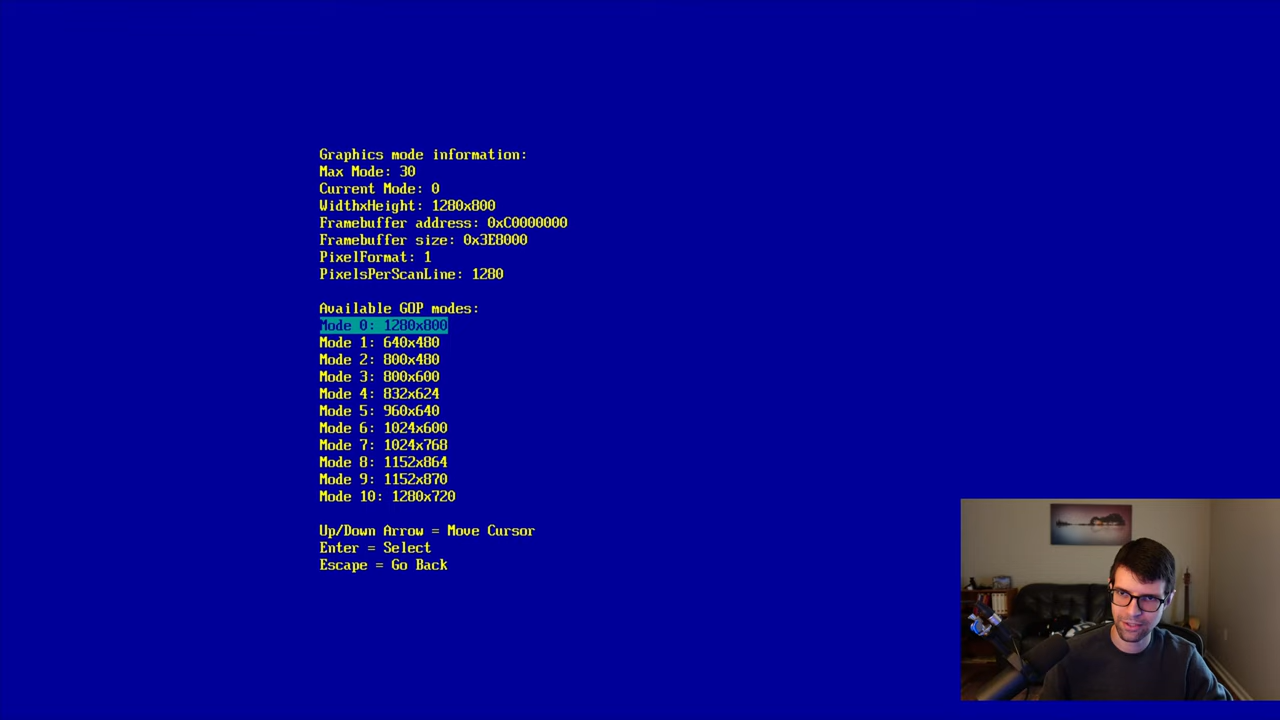 Graphics mode information:
Max Mode: 30
Current Mode: 0
WidthxHeight: 1280x800
Framebuffer address: 0xC0000000
Framebuffer size: 0x3E8000
PixelFormat: 1
PixelsPerScanLine: 1280
Available GOP modes:
Mode 0: 1280x800
Mode 1: 640x480
Mode 2: 800x480
Mode 3: 800x600
Mode 4: 832x624
Mode 5: 960x640
Mode 6: 1024x600
Mode 7: 1024x768
Mode 8: 1152x864
Mode 9: 1152x870
Mode 10: 1280x720
Up/Down Arrow = Move Cursor
Enter = Select
Escape = Go Back